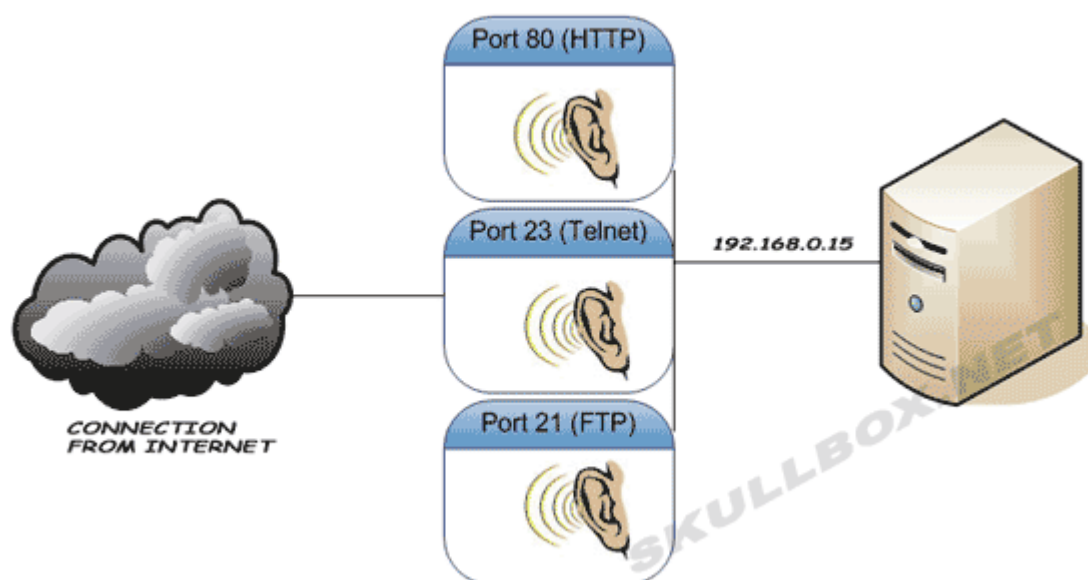 Port 80 (HTTP)
Port 23 (Telnet)
192.168.0.15
CONNECTION
FROM INTERNET
Port 21 (FTP)
SKULLBOX.NET